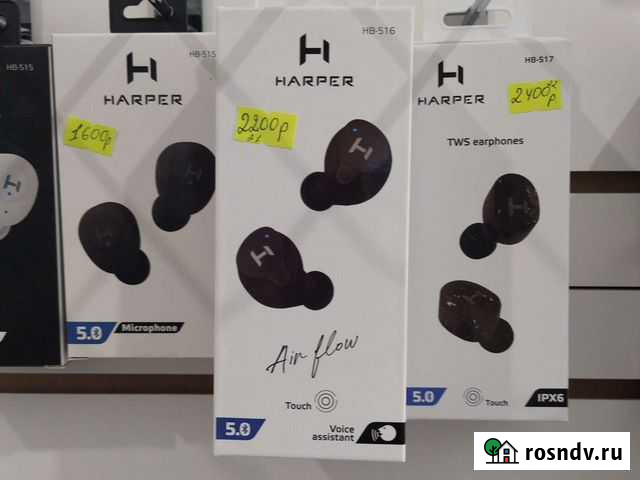 HB-515
HB-515
HARPER
1600р
5.0
Microphone
HB-516
HARPER
2200р
Air flow
Touch
5.0
Voice
assistant
HB-517
HARPER
2400р
TWS earphones
5.0
Touch
IPX6
rosndv.ru